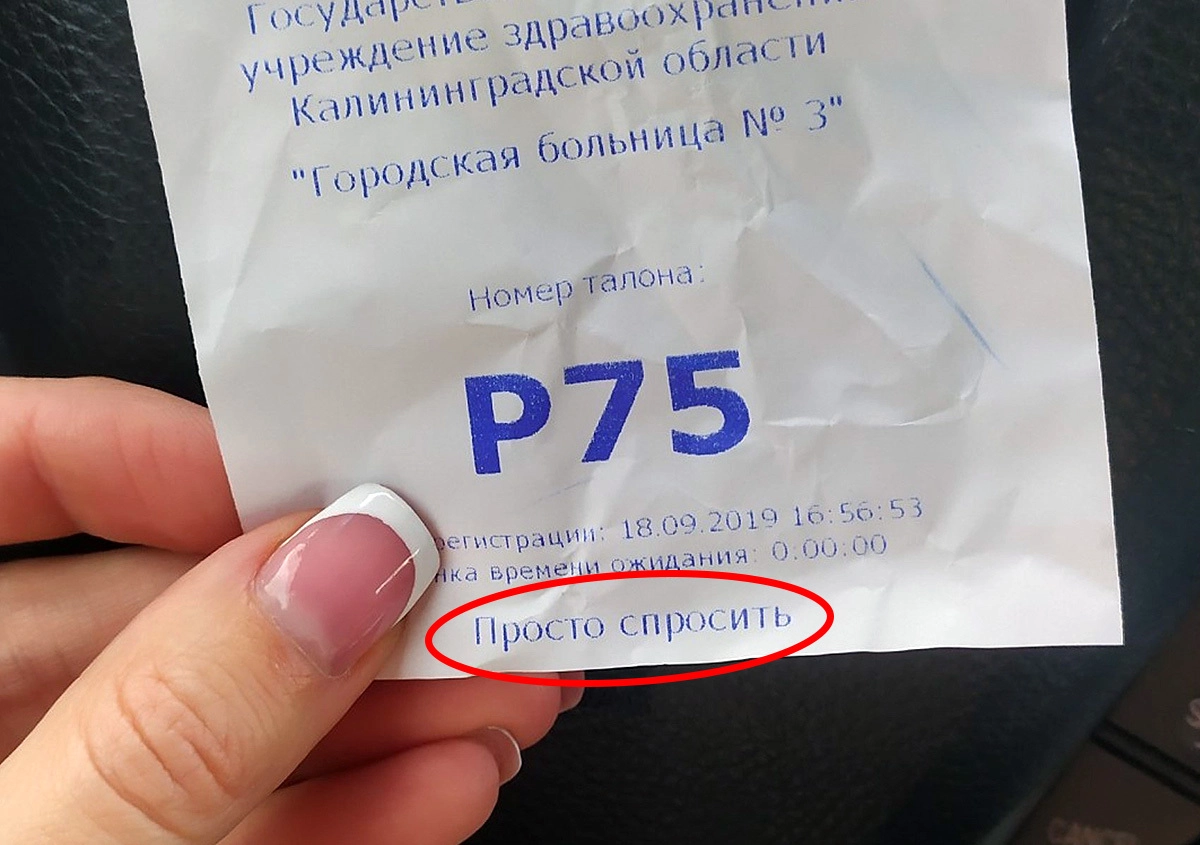 учреждение здравоохранения
Калининградской области
"Городская больница № 3"
Номер талона:
P75
регистрации: 18.09.2019 16:56:53
времени ожидания: 0:00:00
Просто спросить